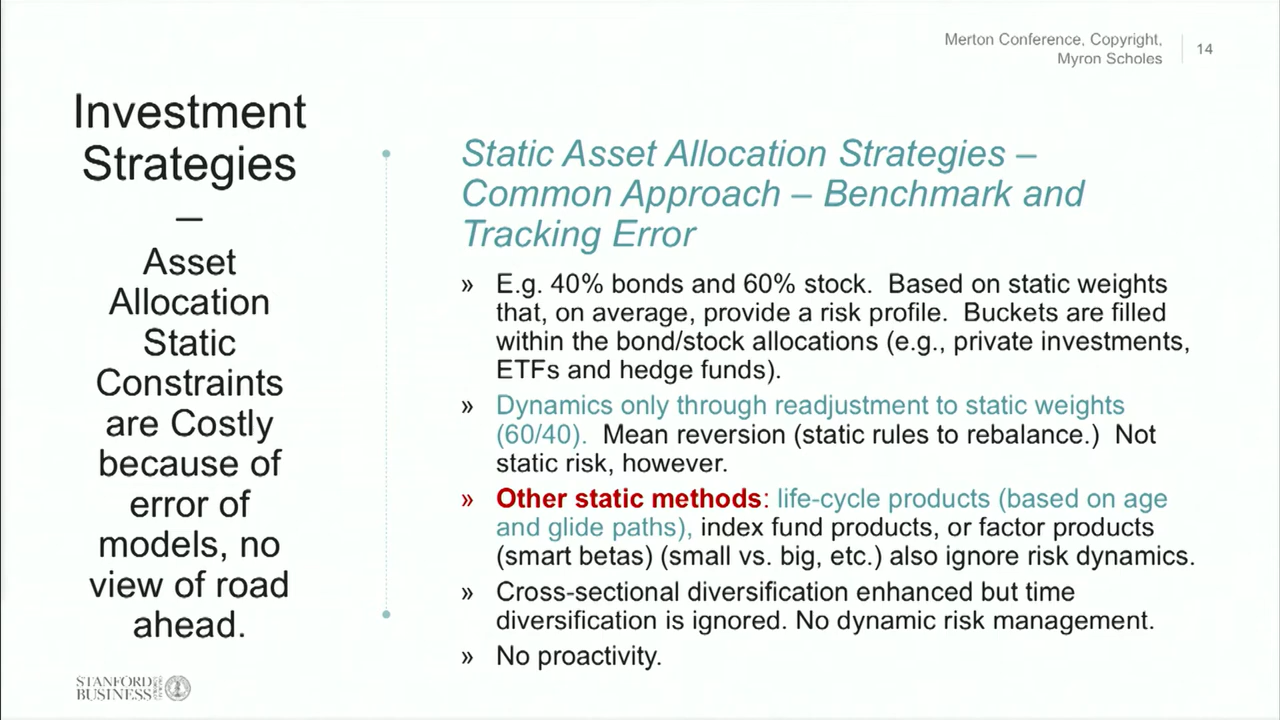 Merton Conference, Copyright,
Myron Scholes
14
Investment
Strategies
–
Asset
Allocation
Static
Constraints
are Costly
because of
error of
models, no
view of road
ahead.
Static Asset Allocation Strategies –
Common Approach – Benchmark and
Tracking Error
» E.g. 40% bonds and 60% stock.  Based on static weights
that, on average, provide a risk profile.  Buckets are filled
within the bond/stock allocations (e.g., private investments,
ETFs and hedge funds).
» Dynamics only through readjustment to static weights
(60/40).  Mean reversion (static rules to rebalance.)  Not
static risk, however.
» Other static methods: life-cycle products (based on age
and glide paths), index fund products, or factor products
(smart betas) (small vs. big, etc.) also ignore risk dynamics.
» Cross-sectional diversification enhanced but time
diversification is ignored. No dynamic risk management.
» No proactivity.
STANFORD
BUSINESS